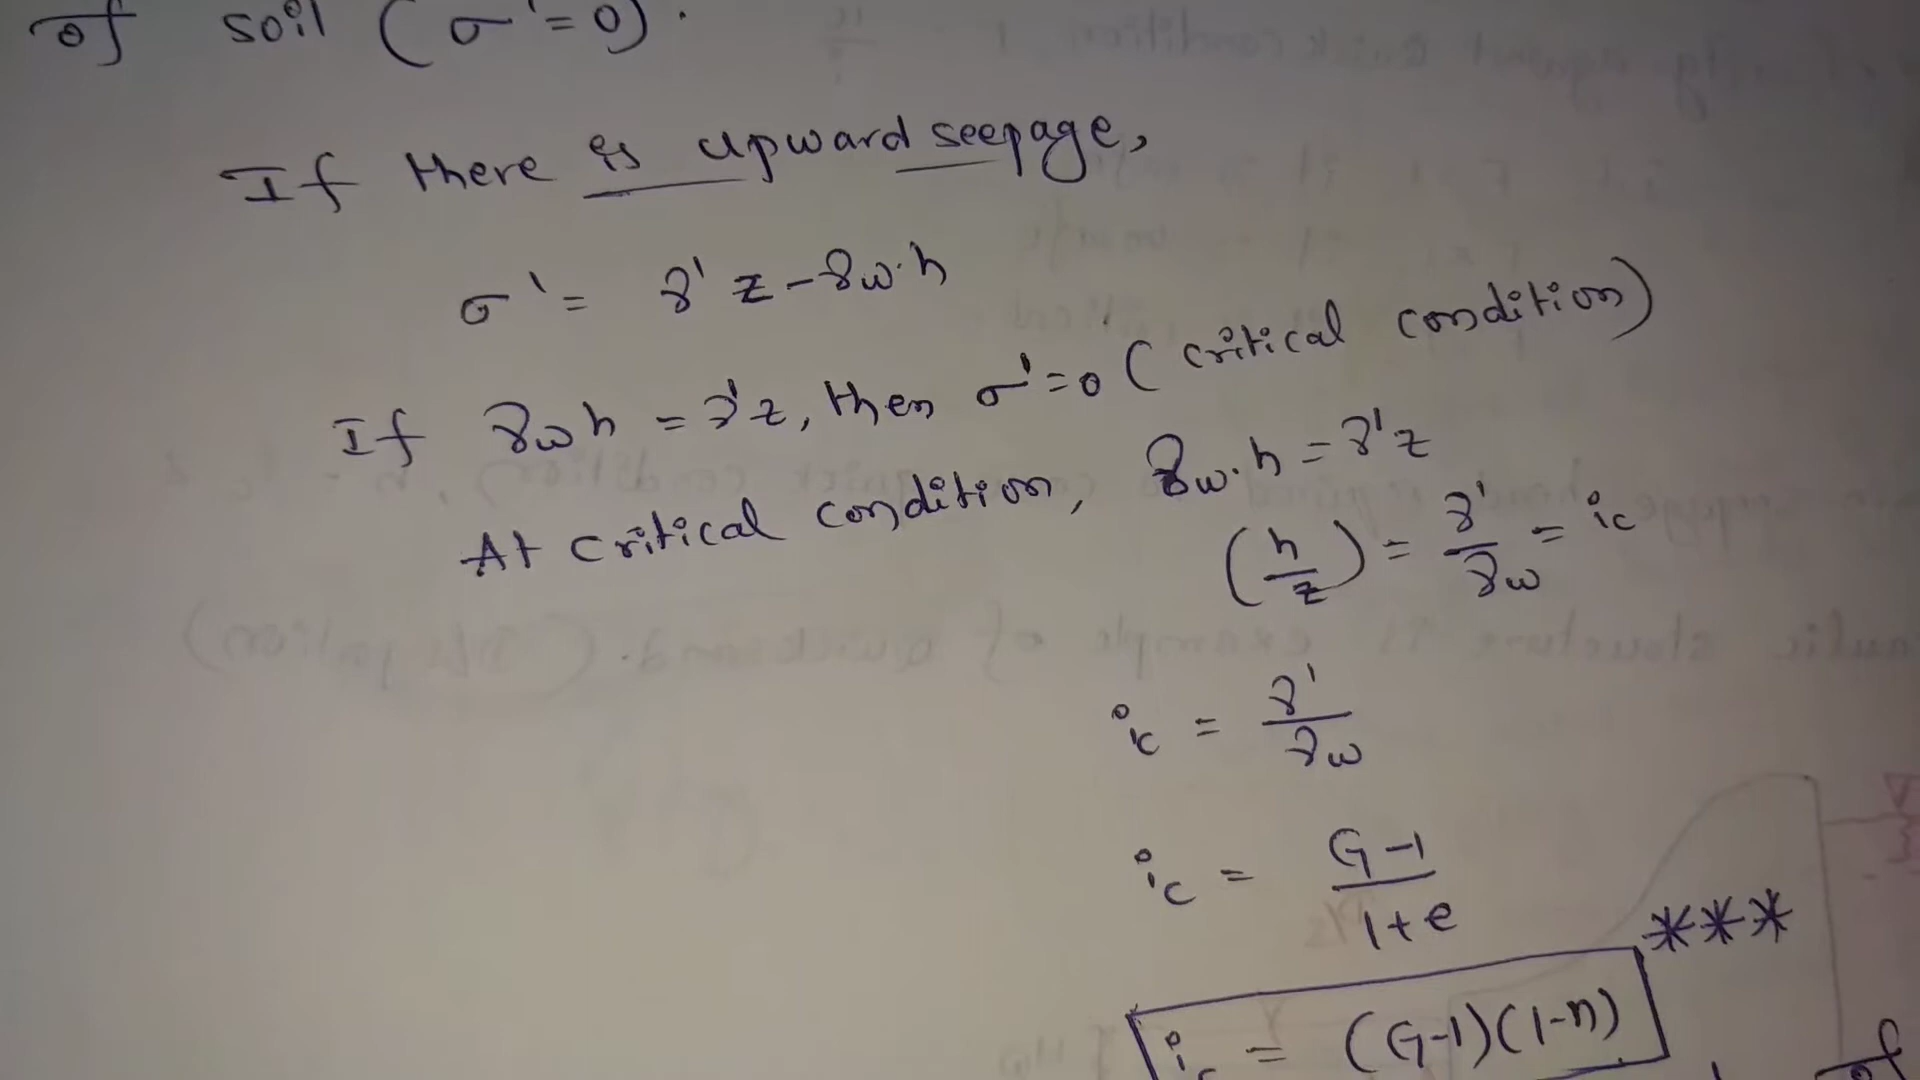 of soil (σ'=0).
If there is upward seepage,
σ' = γ' z - γw.h
If γw h = γ'z, then σ'=0 (critical condition)
At critical condition, γw.h = γ'z
(h/z) = γ'/γw = ic
ic = γ'/γw
ic = G-1/1+e
***
ic = (G-1)(1-n)
of